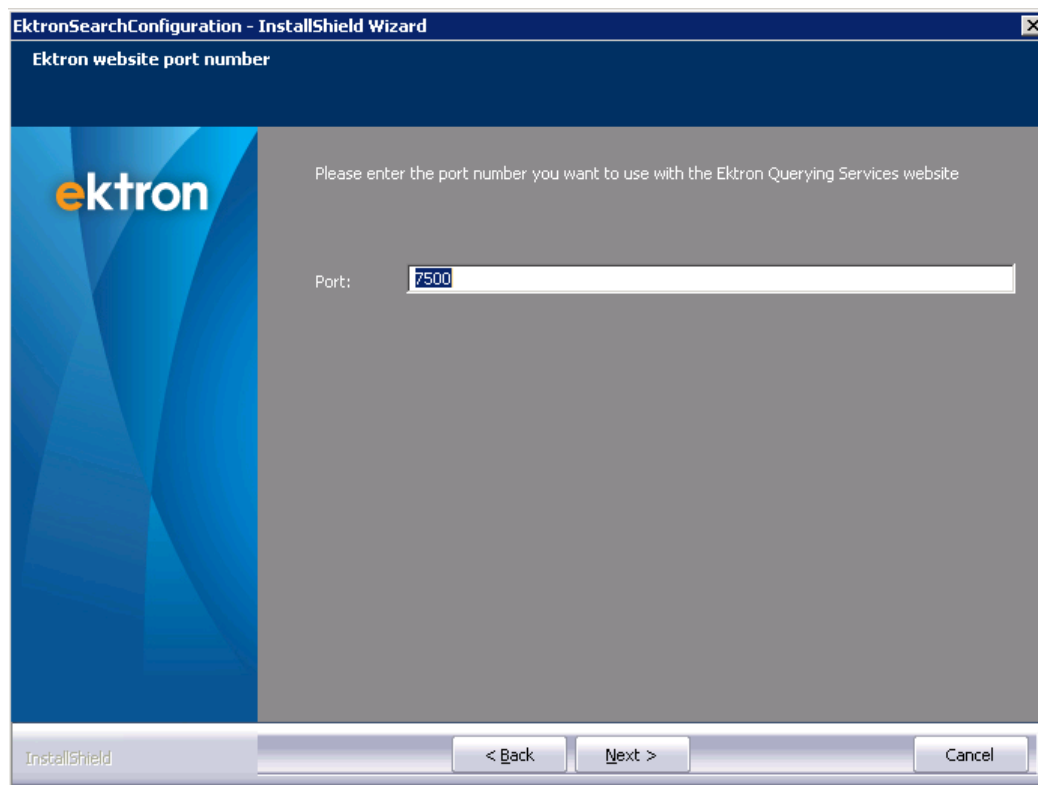 EktronSearchConfiguration - InstallShield Wizard
Ektron website port number
ektron
Please enter the port number you want to use with the Ektron Querying Services website
Port:
7500
InstallShield
< Back
Next >
Cancel